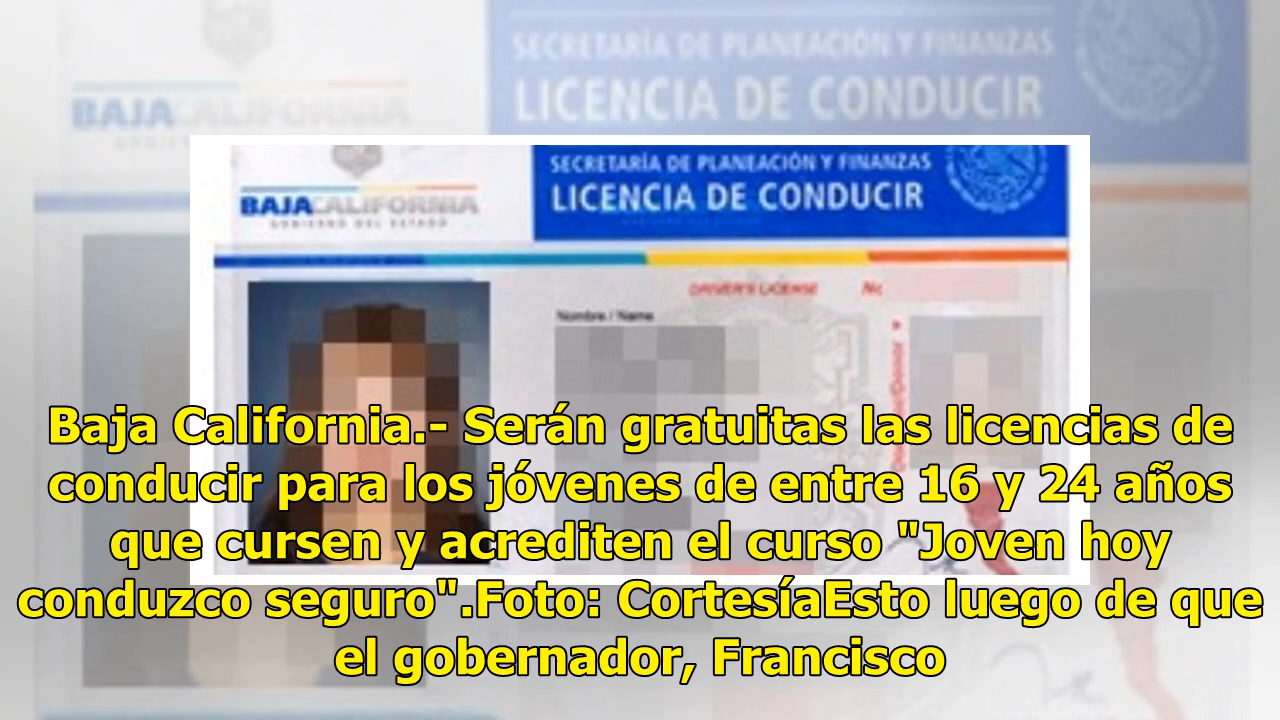 SECRETARÍA DE PLANEACIÓN Y FINANZAS
BAJACALIFORNIA
LICENCIA DE CONDUCIR
SECRETARÍA DE PLANEACIÓN Y FINANZAS
BAJACALIFORNIA
LICENCIA DE CONDUCIR
GOBIERNO DEL ESTADO
DRIVER'S LICENSE No
Nombre / Name
Baja California.- Serán gratuitas las licencias de
conducir para los jóvenes de entre 16 y 24 años
que cursen y acrediten el curso "Joven hoy
conduzco seguro".Foto: CortesíaEsto luego de que
el gobernador, Francisco